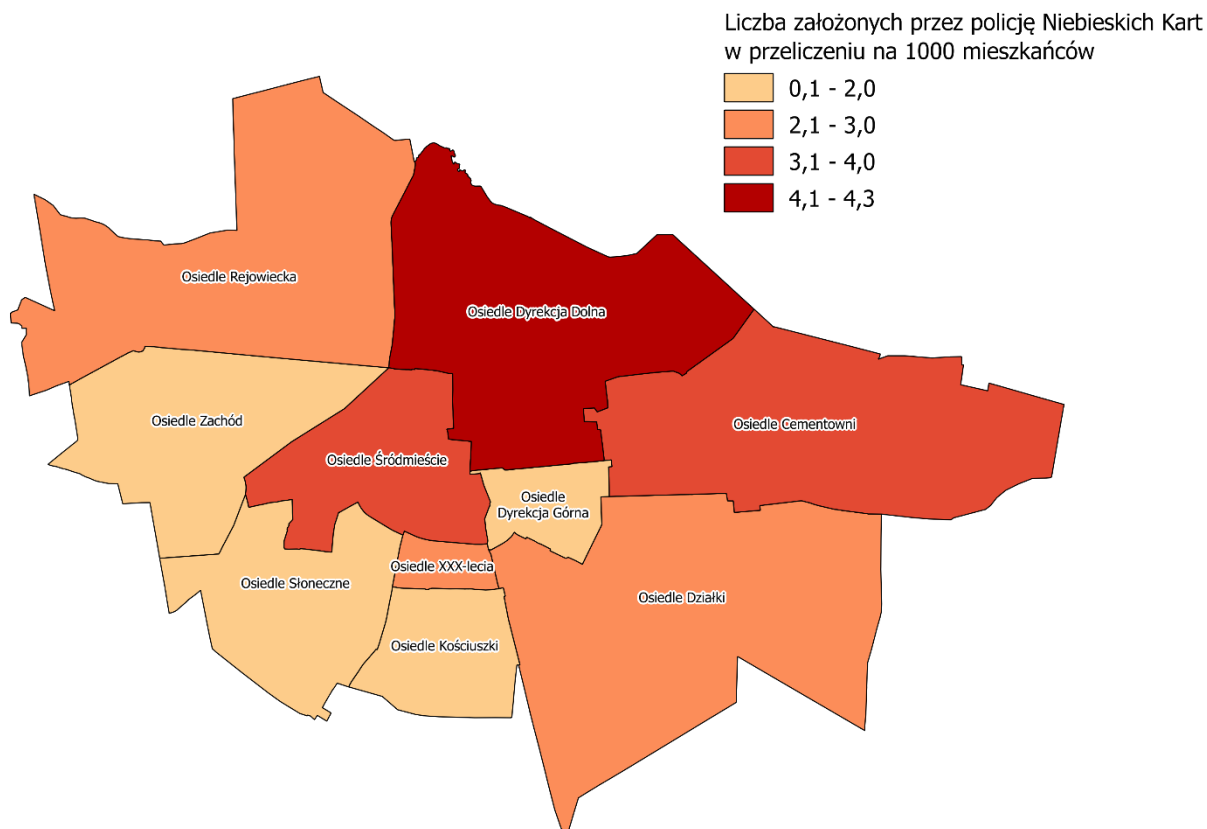 Liczba założonych przez policję Niebieskich Kart
w przeliczeniu na 1000 mieszkańców
0,1 - 2,0
2,1 - 3,0
3,1 - 4,0
4,1 - 4,3
Osiedle Rejowiecka
Osiedle Dyrekcja Dolna
Osiedle Zachód
Osiedle Cementowni
Osiedle Śródmieście
Osiedle
Dyrekcja Górna
Osiedle XXX-lecia
Osiedle Słoneczne
Osiedle Działki
Osiedle Kościuszki